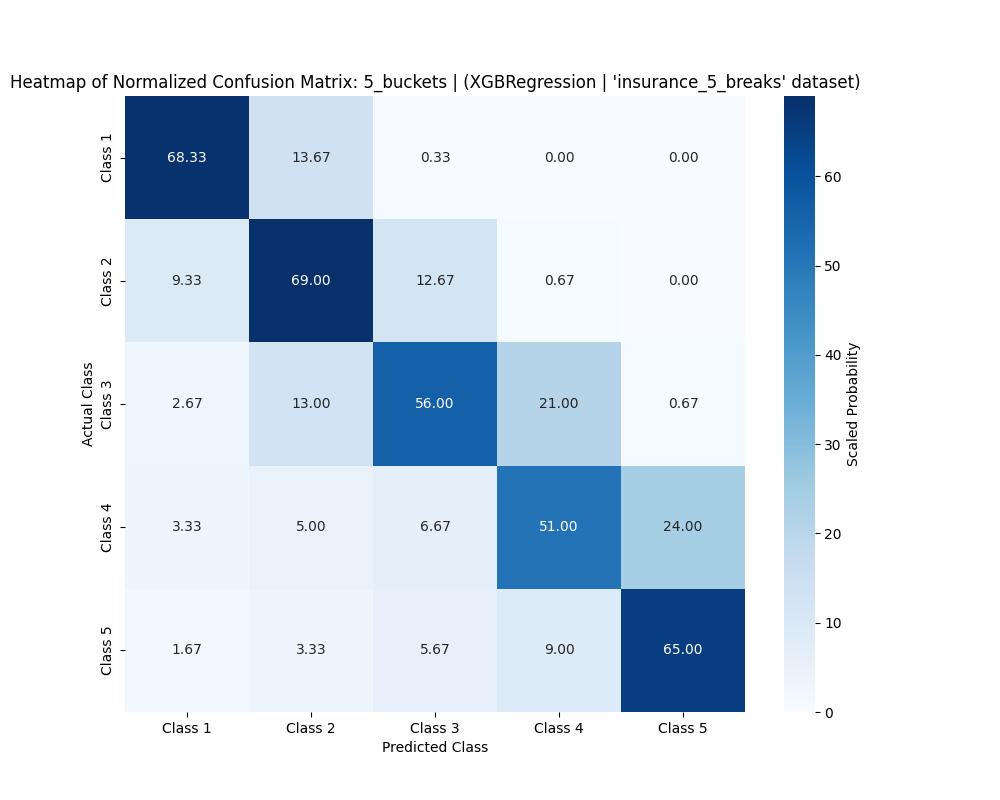 Heatmap of Normalized Confusion Matrix: 5_buckets | (XGBRegression | 'insurance_5_breaks' dataset)
Actual Class
Class 1 68.33 13.67 0.33 0.00 0.00
Class 2 9.33 69.00 12.67 0.67 0.00
Class 3 2.67 13.00 56.00 21.00 0.67
Class 4 3.33 5.00 6.67 51.00 24.00
Class 5 1.67 3.33 5.67 9.00 65.00
Class 1 Class 2 Class 3 Class 4 Class 5
Predicted Class
60
50
40
30
20
10
0
Scaled Probability